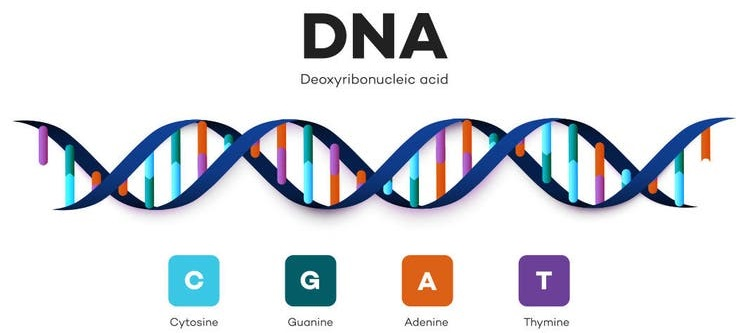 DNA
Deoxyribonucleic acid
C G A T
Cytosine Guanine Adenine Thymine